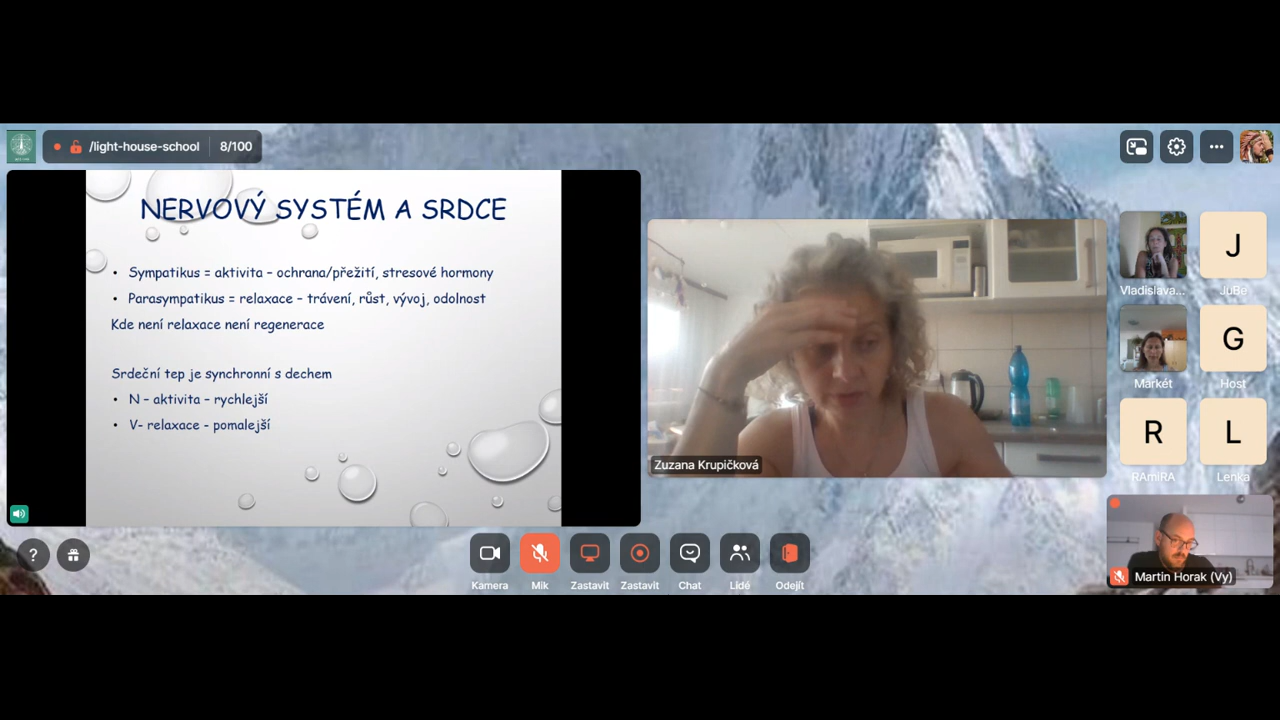 /light-house-school 8/100
NERVOVÝ SYSTÉM A SRDCE
• Sympatikus = aktivita – ochrana/přežití, stresové hormony
• Parasympatikus = relaxace – trávení, růst, vývoj, odolnost
Kde není relaxace není regenerace
Srdeční tep je synchronní s dechem
• N – aktivita – rychlejší
• V- relaxace - pomalejší
Zuzana Krupičková
Vladislava...
J
JuBe
Markét
G
Host
R
RAmiRA
L
Lenka
Martin Horak (Vy)
?
Kamera
Mik
Zastavit
Zastavit
Chat
Lidé
Odejít